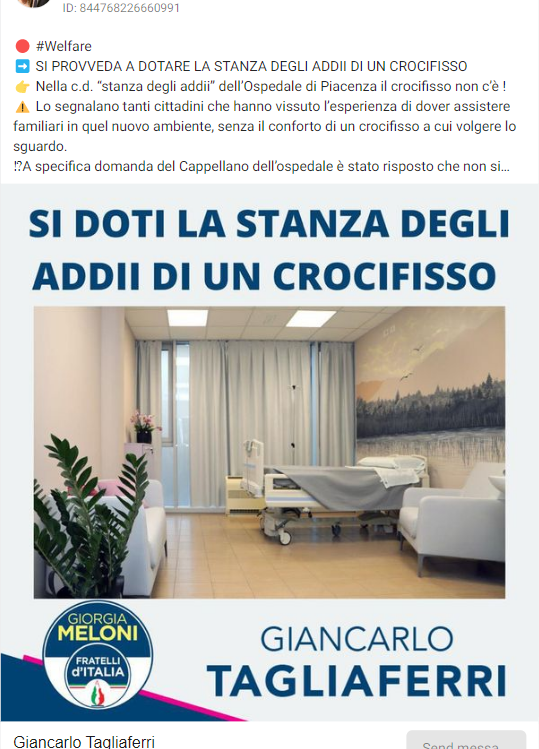 ID: 844768226660991
🔴 #Welfare
➡️ SI PROVVEDA A DOTARE LA STANZA DEGLI ADDII DI UN CROCIFISSO
👉 Nella c.d. “stanza degli addii” dell’Ospedale di Piacenza il crocifisso non c’è !
⚠️ Lo segnalano tanti cittadini che hanno vissuto l’esperienza di dover assistere
familiari in quel nuovo ambiente, senza il conforto di un crocifisso a cui volgere lo
sguardo.
⁉️A specifica domanda del Cappellano dell’ospedale è stato risposto che non si...
SI DOTI LA STANZA DEGLI
ADDII DI UN CROCIFISSO
GIORGIA
MELONI
FRATELLI
d'ITALIA
GIANCARLO
TAGLIAFERRI
Giancarlo Tagliaferri
Send messa...